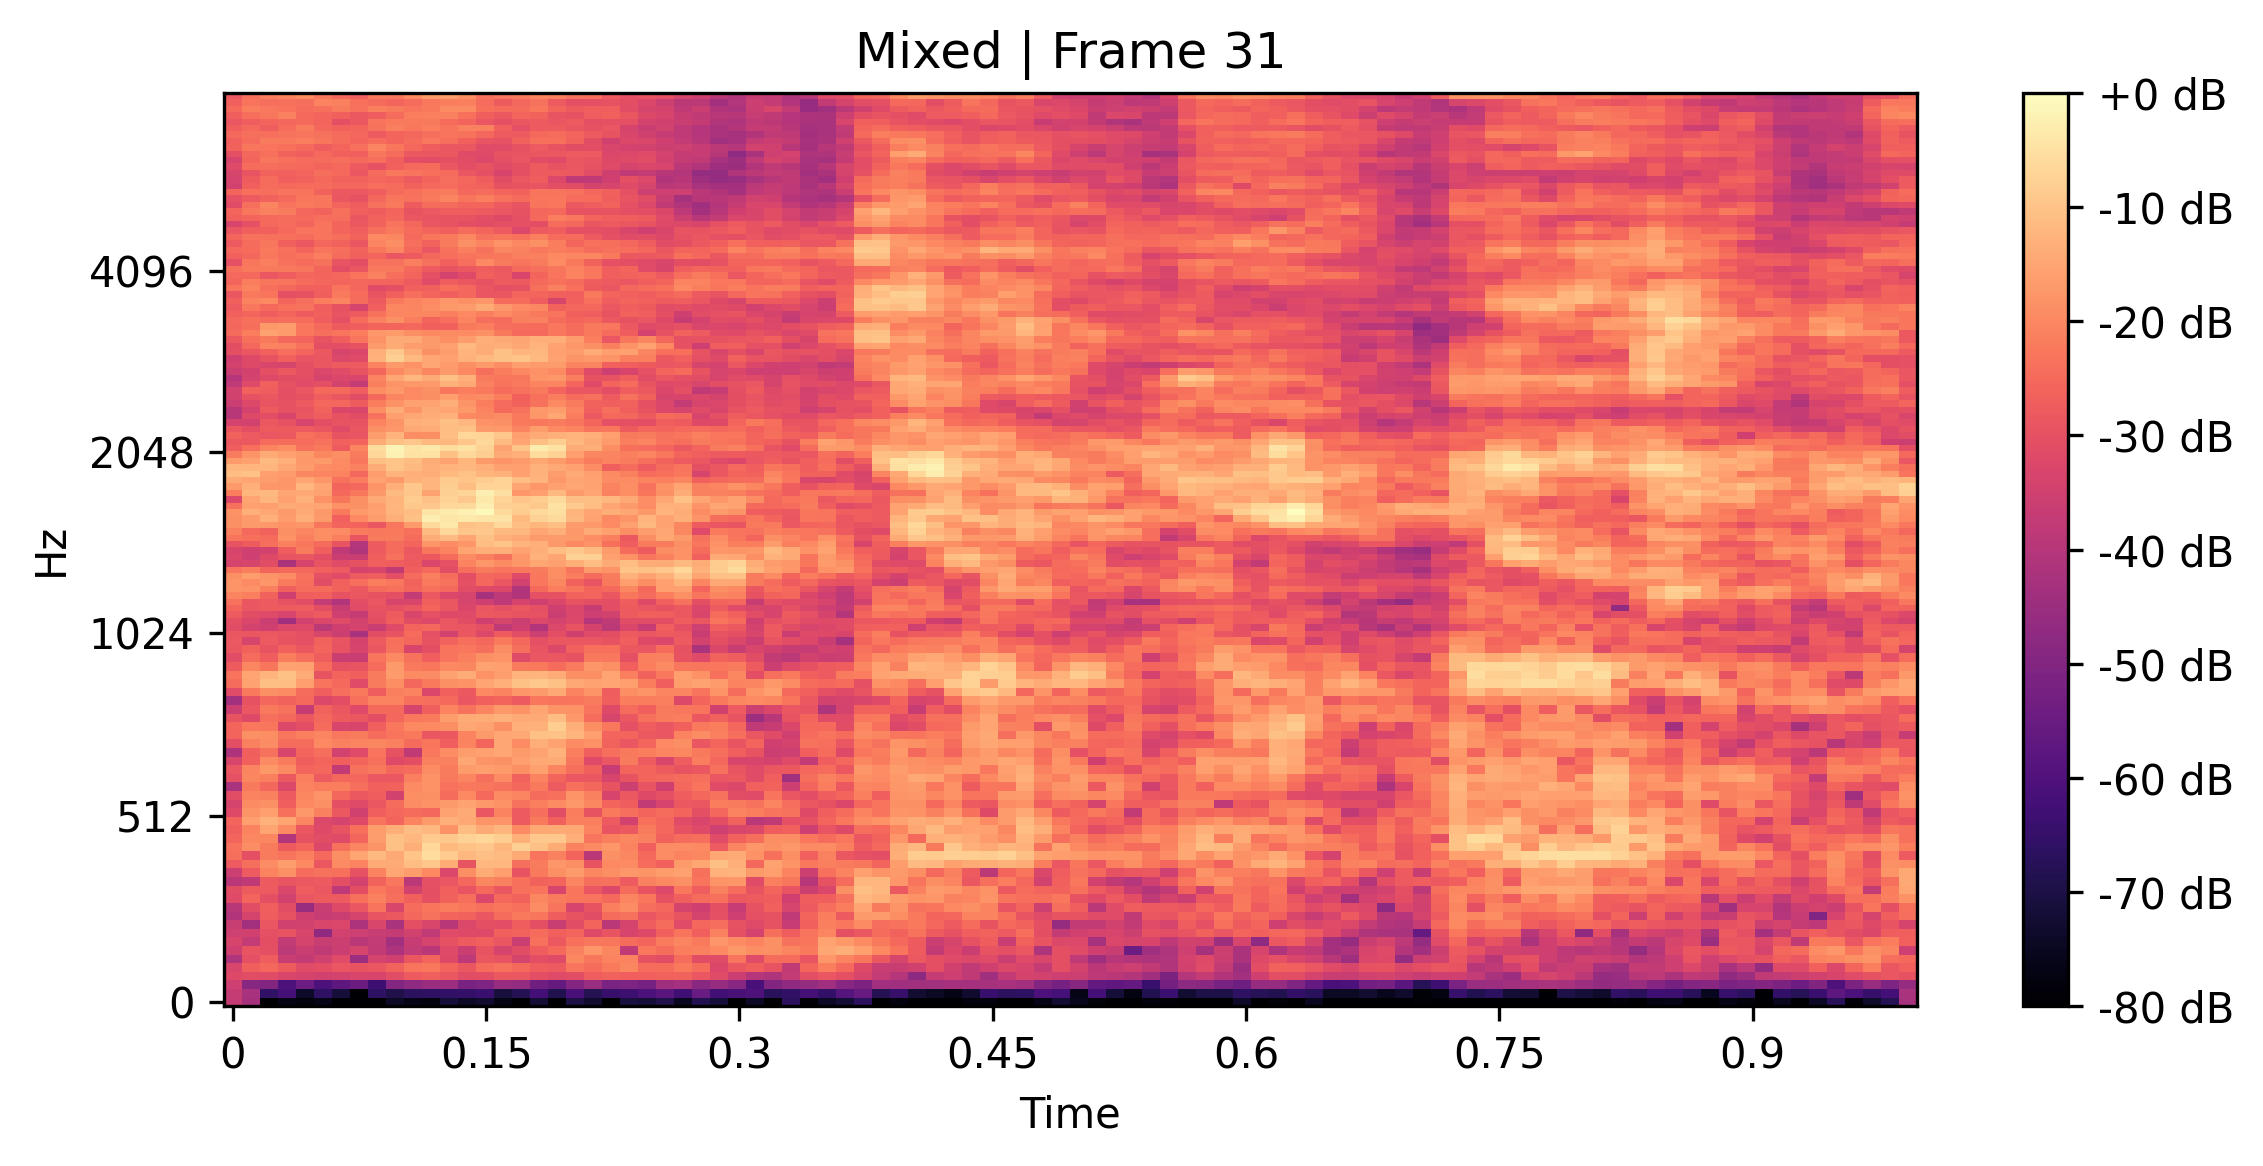 Mixed | Frame 31
Hz
4096
2048
1024
512
0
0 0.15 0.3 0.45 0.6 0.75 0.9
Time
+0 dB
-10 dB
-20 dB
-30 dB
-40 dB
-50 dB
-60 dB
-70 dB
-80 dB